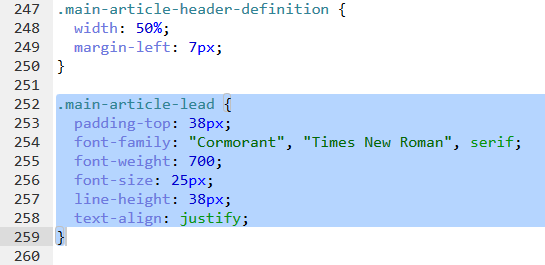 247 .main-article-header-definition {
248   width: 50%;
249   margin-left: 7px;
250 }
251
252 .main-article-lead {
253   padding-top: 38px;
254   font-family: "Cormorant", "Times New Roman", serif;
255   font-weight: 700;
256   font-size: 25px;
257   line-height: 38px;
258   text-align: justify;
259 }
260